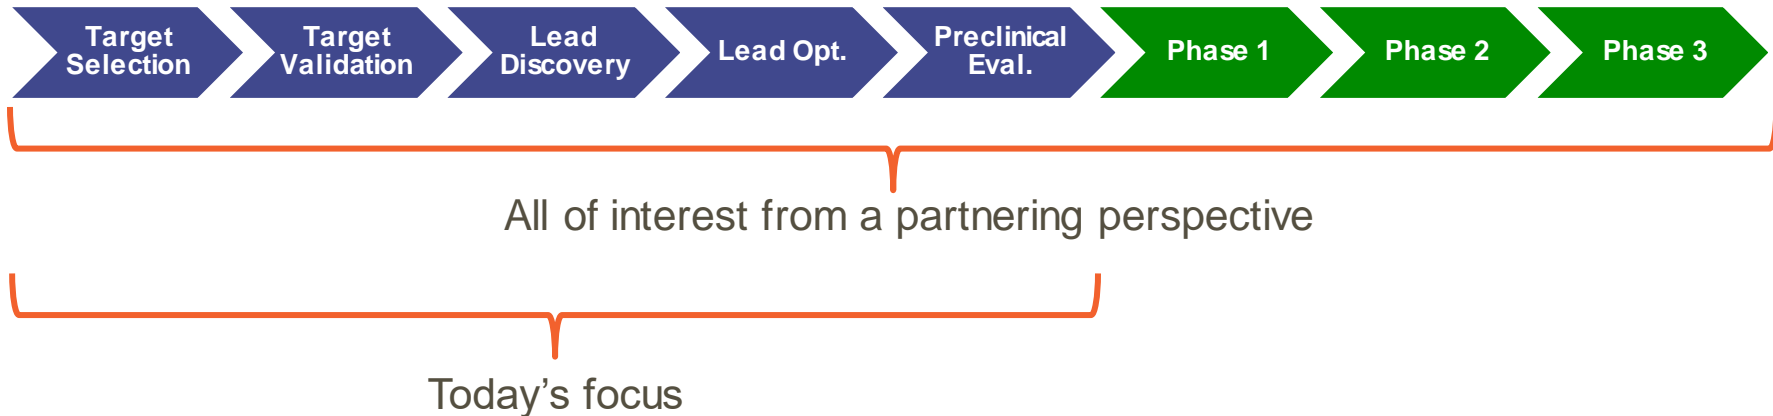 Target
Selection
Target
Validation
Lead
Discovery
Lead Opt.
Preclinical
Eval.
Phase 1
Phase 2
Phase 3
All of interest from a partnering perspective
Today’s focus